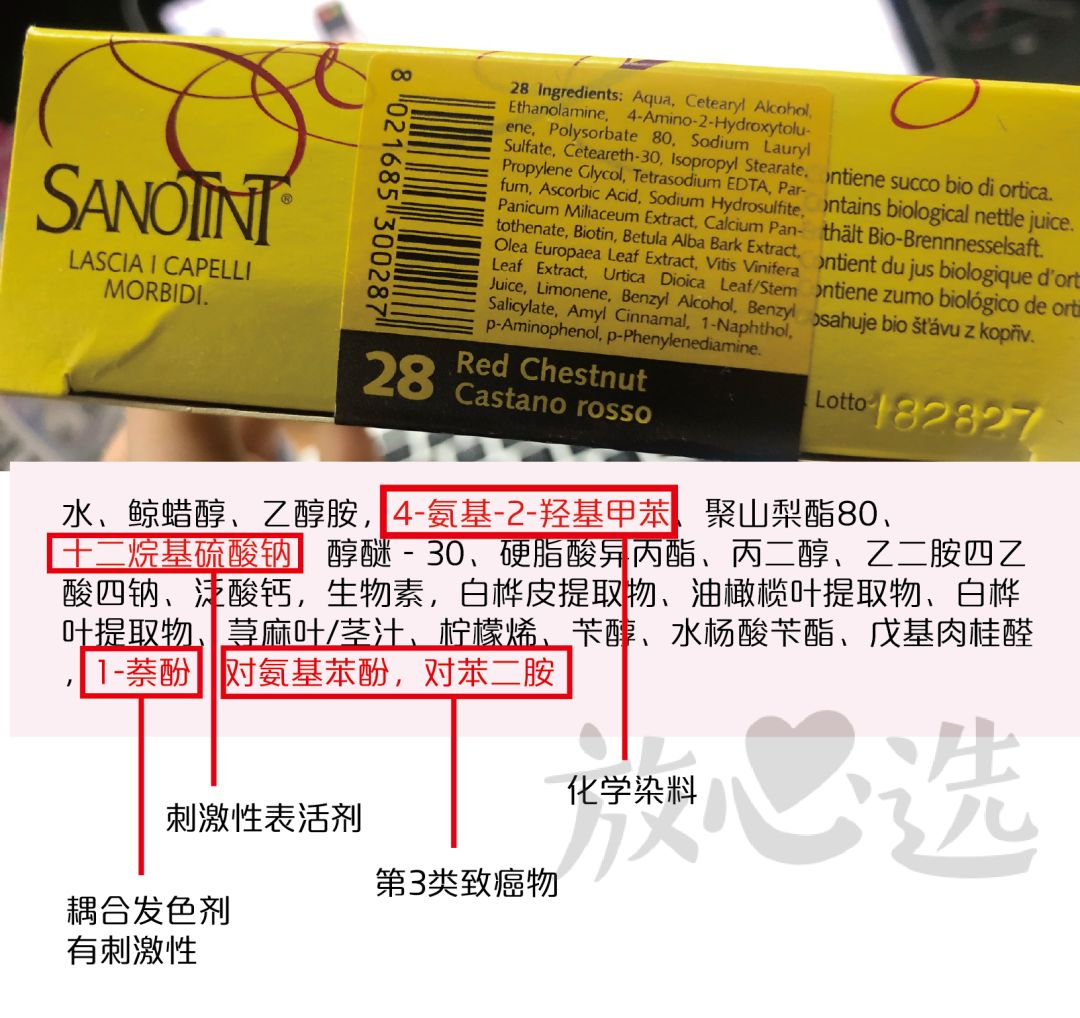 SANOTINT®
LASCIA I CAPELLI
MORBIDI.
8 021685 300287
28 Ingredients: Aqua, Cetearyl Alcohol,
Ethanolamine, 4-Amino-2-Hydroxytolu-
ene, Polysorbate 80, Sodium Lauryl
Sulfate, Ceteareth-30, Isopropyl Stearate,
Propylene Glycol, Tetrasodium EDTA, Par-
fum, Ascorbic Acid, Sodium Hydrosulfite,
Panicum Miliaceum Extract, Calcium Pan-
tothenate, Biotin, Betula Alba Bark Extract,
Olea Europaea Leaf Extract, Vitis Vinifera
Leaf Extract, Urtica Dioica Leaf/Stem
Juice, Limonene, Benzyl Alcohol, Benzyl
Salicylate, Amyl Cinnamal, 1-Naphthol,
p-Aminophenol, p-Phenylenediamine.
28 Red Chestnut
Castano rosso
ontiene succo bio di ortica.
ontains biological nettle juice.
thält Bio-Brennnesselsaft.
ontient du jus biologique d'ort
ontiene zumo biológico de orti
osahuje bio šťávu z kopřiv.
Lotto 182827
水、鲸蜡醇、乙醇胺，4-氨基-2-羟基甲苯、聚山梨酯80、
十二烷基硫酸钠 醇醚－30、硬脂酸异丙酯、丙二醇、乙二胺四乙
酸四钠、泛酸钙，生物素，白桦皮提取物、油橄榄叶提取物、白桦
叶提取物、荨麻叶/茎汁、柠檬烯、苄醇、水杨酸苄酯、戊基肉桂醛
，1-萘酚 对氨基苯酚，对苯二胺
化学染料
刺激性表活剂
第3类致癌物
耦合发色剂
有刺激性
放心选